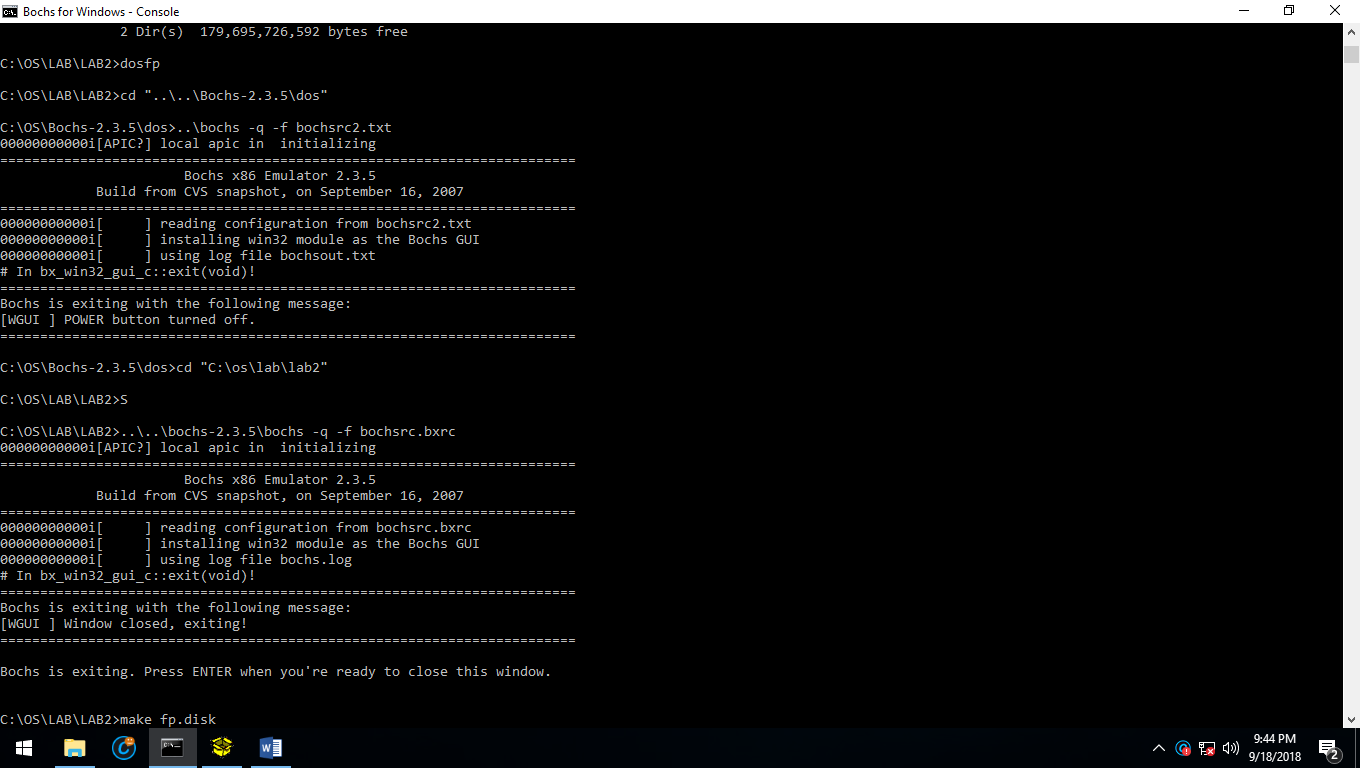 Bochs for Windows - Console
2 Dir(s)  179,695,726,592 bytes free
C:\OS\LAB\LAB2>dosfp
C:\OS\LAB\LAB2>cd "..\..\Bochs-2.3.5\dos"
C:\OS\Bochs-2.3.5\dos>..\bochs -q -f bochsrc2.txt
00000000000i[APIC?] local apic in  initializing
========================================================================
Bochs x86 Emulator 2.3.5
Build from CVS snapshot, on September 16, 2007
========================================================================
00000000000i[     ] reading configuration from bochsrc2.txt
00000000000i[     ] installing win32 module as the Bochs GUI
00000000000i[     ] using log file bochsout.txt
# In bx_win32_gui_c::exit(void)!
========================================================================
Bochs is exiting with the following message:
[WGUI ] POWER button turned off.
========================================================================
C:\OS\Bochs-2.3.5\dos>cd "C:\os\lab\lab2"
C:\OS\LAB\LAB2>S
C:\OS\LAB\LAB2>..\..\bochs-2.3.5\bochs -q -f bochsrc.bxrc
00000000000i[APIC?] local apic in  initializing
========================================================================
Bochs x86 Emulator 2.3.5
Build from CVS snapshot, on September 16, 2007
========================================================================
00000000000i[     ] reading configuration from bochsrc.bxrc
00000000000i[     ] installing win32 module as the Bochs GUI
00000000000i[     ] using log file bochs.log
# In bx_win32_gui_c::exit(void)!
========================================================================
Bochs is exiting with the following message:
[WGUI ] Window closed, exiting!
========================================================================
Bochs is exiting. Press ENTER when you're ready to close this window.
C:\OS\LAB\LAB2>make fp.disk
9:44 PM
9/18/2018
2